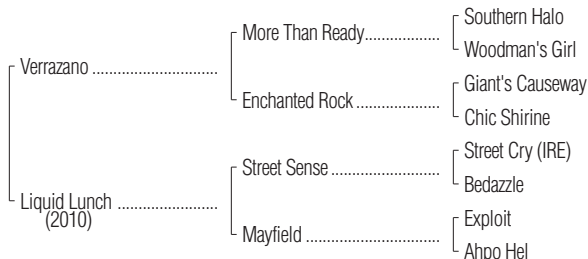 Southern Halo
More Than Ready
Woodman's Girl
Verrazano
Giant's Causeway
Enchanted Rock
Chic Shirine
Street Cry (IRE)
Street Sense
Bedazzle
Liquid Lunch
(2010)
Exploit
Mayfield
Ahpo Hel